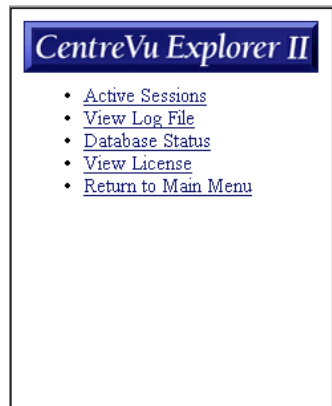 CentreVu Explorer II
• Active Sessions
• View Log File
• Database Status
• View License
• Return to Main Menu